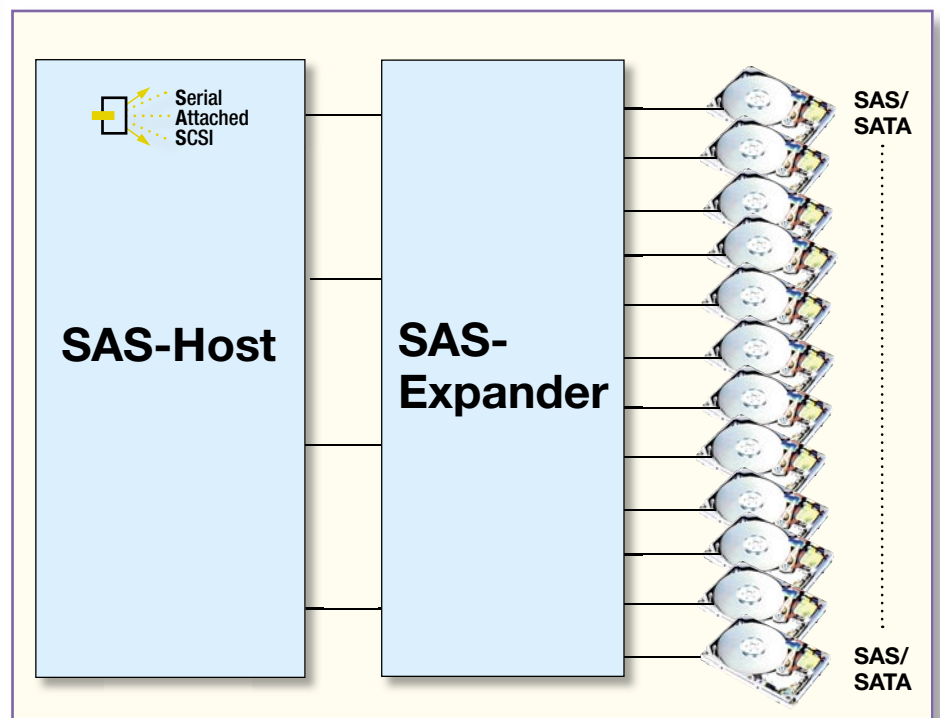 Serial
Attached
SCSI
SAS-Host
SAS-
Expander
SAS/
SATA
SAS/
SATA